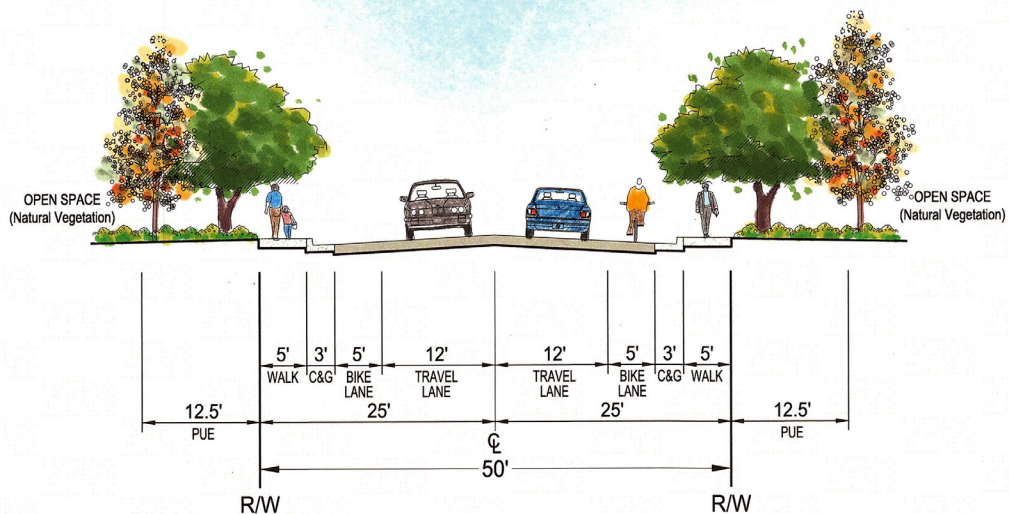 OPEN SPACE
(Natural Vegetation)
OPEN SPACE
(Natural Vegetation)
5' 3' 5' 12' 12' 5' 3' 5'
WALK C&G BIKE LANE TRAVEL LANE TRAVEL LANE BIKE LANE C&G WALK
12.5' 25' 25' 12.5'
PUE PUE
℄
50'
R/W R/W